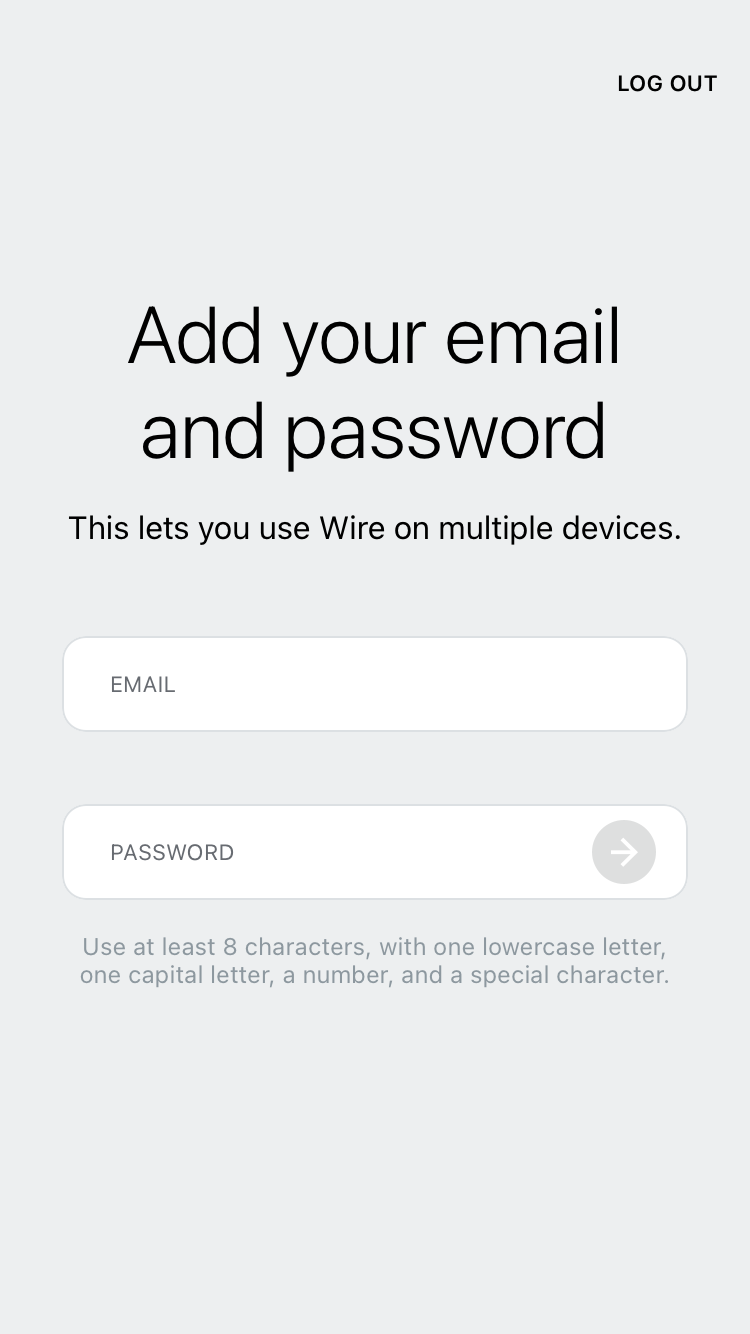 LOG OUT
Add your email
and password
This lets you use Wire on multiple devices.
EMAIL
PASSWORD
Use at least 8 characters, with one lowercase letter,
one capital letter, a number, and a special character.